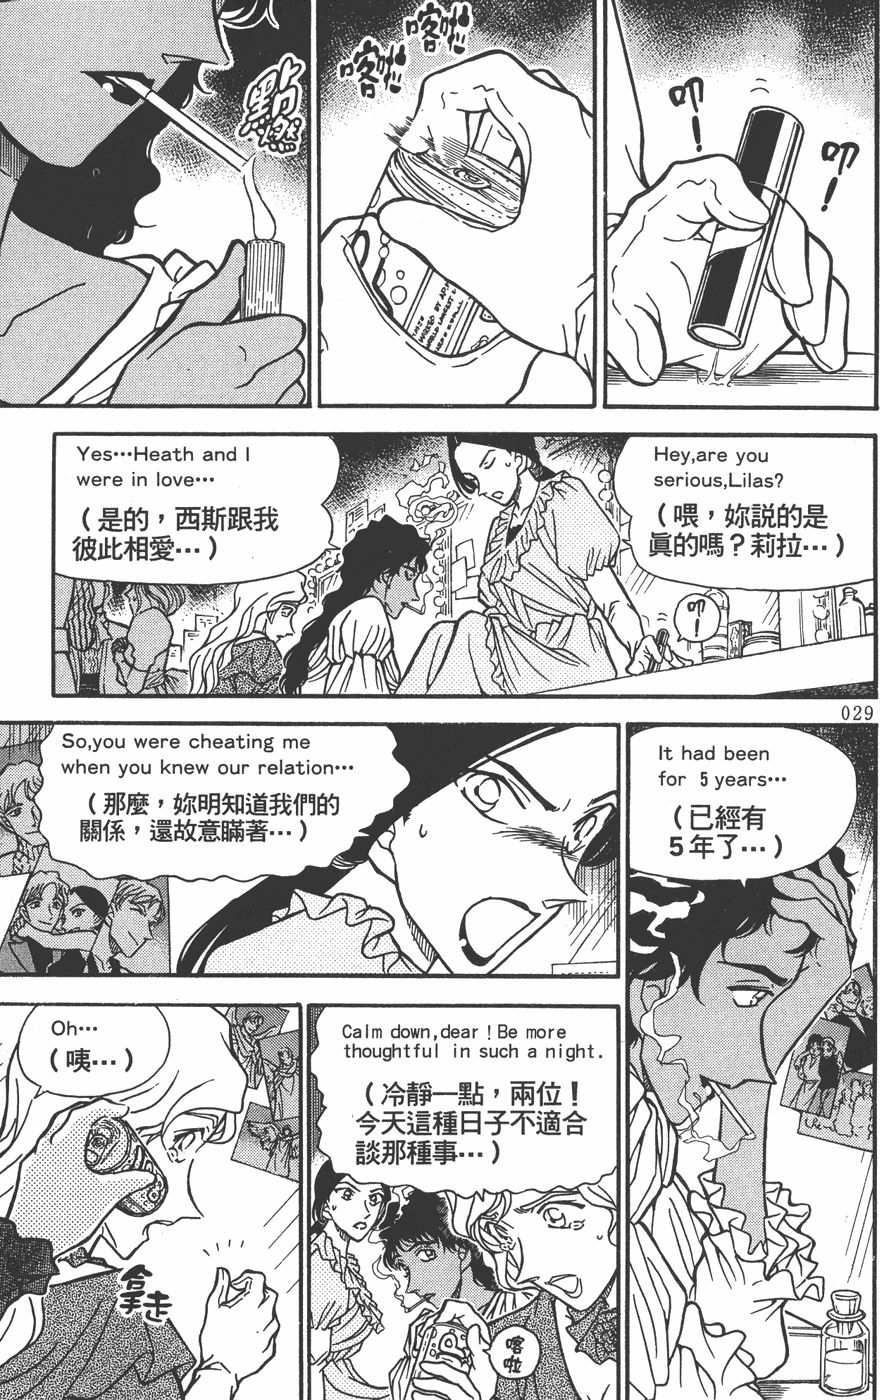 叩！
叩！
喀啦
喀啦
喀啦
點燃
Hey,are you
serious,Lilas?
（喂，妳説的是
眞的嗎？莉拉…）
叩！
Yes…Heath and I
were in love…
（是的，西斯跟我
彼此相愛…）
029
It had been
for 5 years…
（已經有
5年了…）
So,you were cheating me
when you knew our relation…
（那麼，妳明知道我們的
關係，還故意瞞著…）
Calm down,dear！Be more
thoughtful in such a night.
（冷靜一點，兩位！
今天這種日子不適合
談那種事…）
喀啦
Oh…
（咦…）
拿走